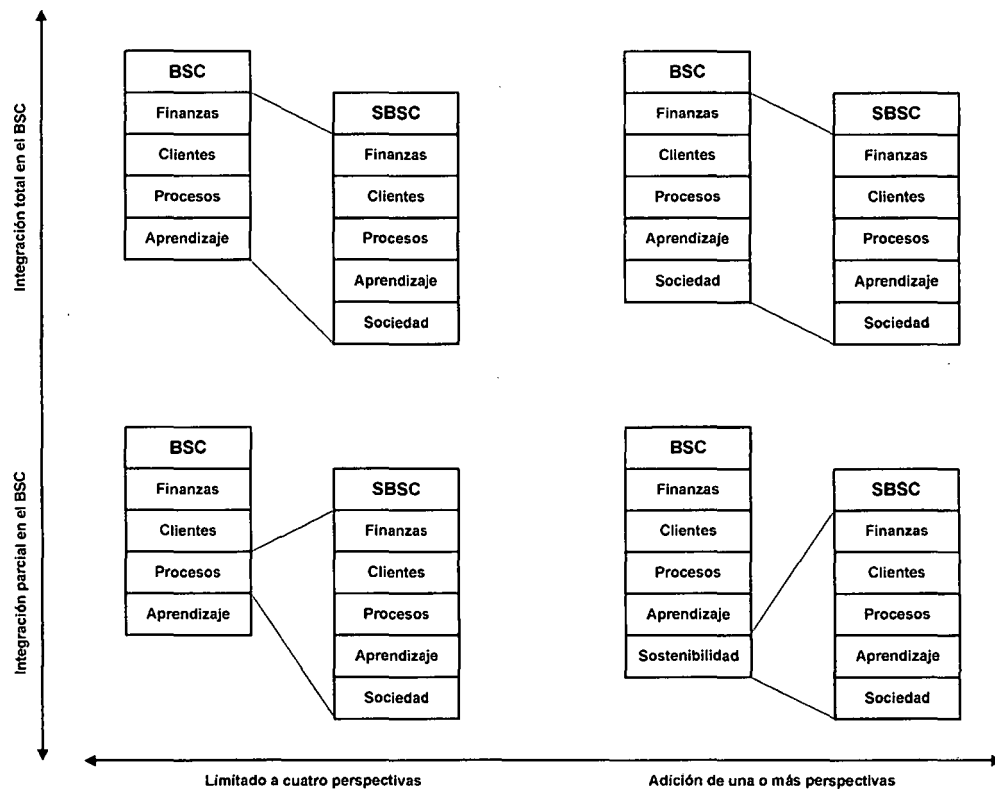 Integración total en el BSC
BSC
Finanzas
Clientes
Procesos
Aprendizaje
SBSC
Finanzas
Clientes
Procesos
Aprendizaje
Sociedad
BSC
Finanzas
Clientes
Procesos
Aprendizaje
Sociedad
SBSC
Finanzas
Clientes
Procesos
Aprendizaje
Sociedad
Integración parcial en el BSC
BSC
Finanzas
Clientes
Procesos
Aprendizaje
SBSC
Finanzas
Clientes
Procesos
Aprendizaje
Sociedad
BSC
Finanzas
Clientes
Procesos
Aprendizaje
Sostenibilidad
SBSC
Finanzas
Clientes
Procesos
Aprendizaje
Sociedad
Limitado a cuatro perspectivas
Adición de una o más perspectivas